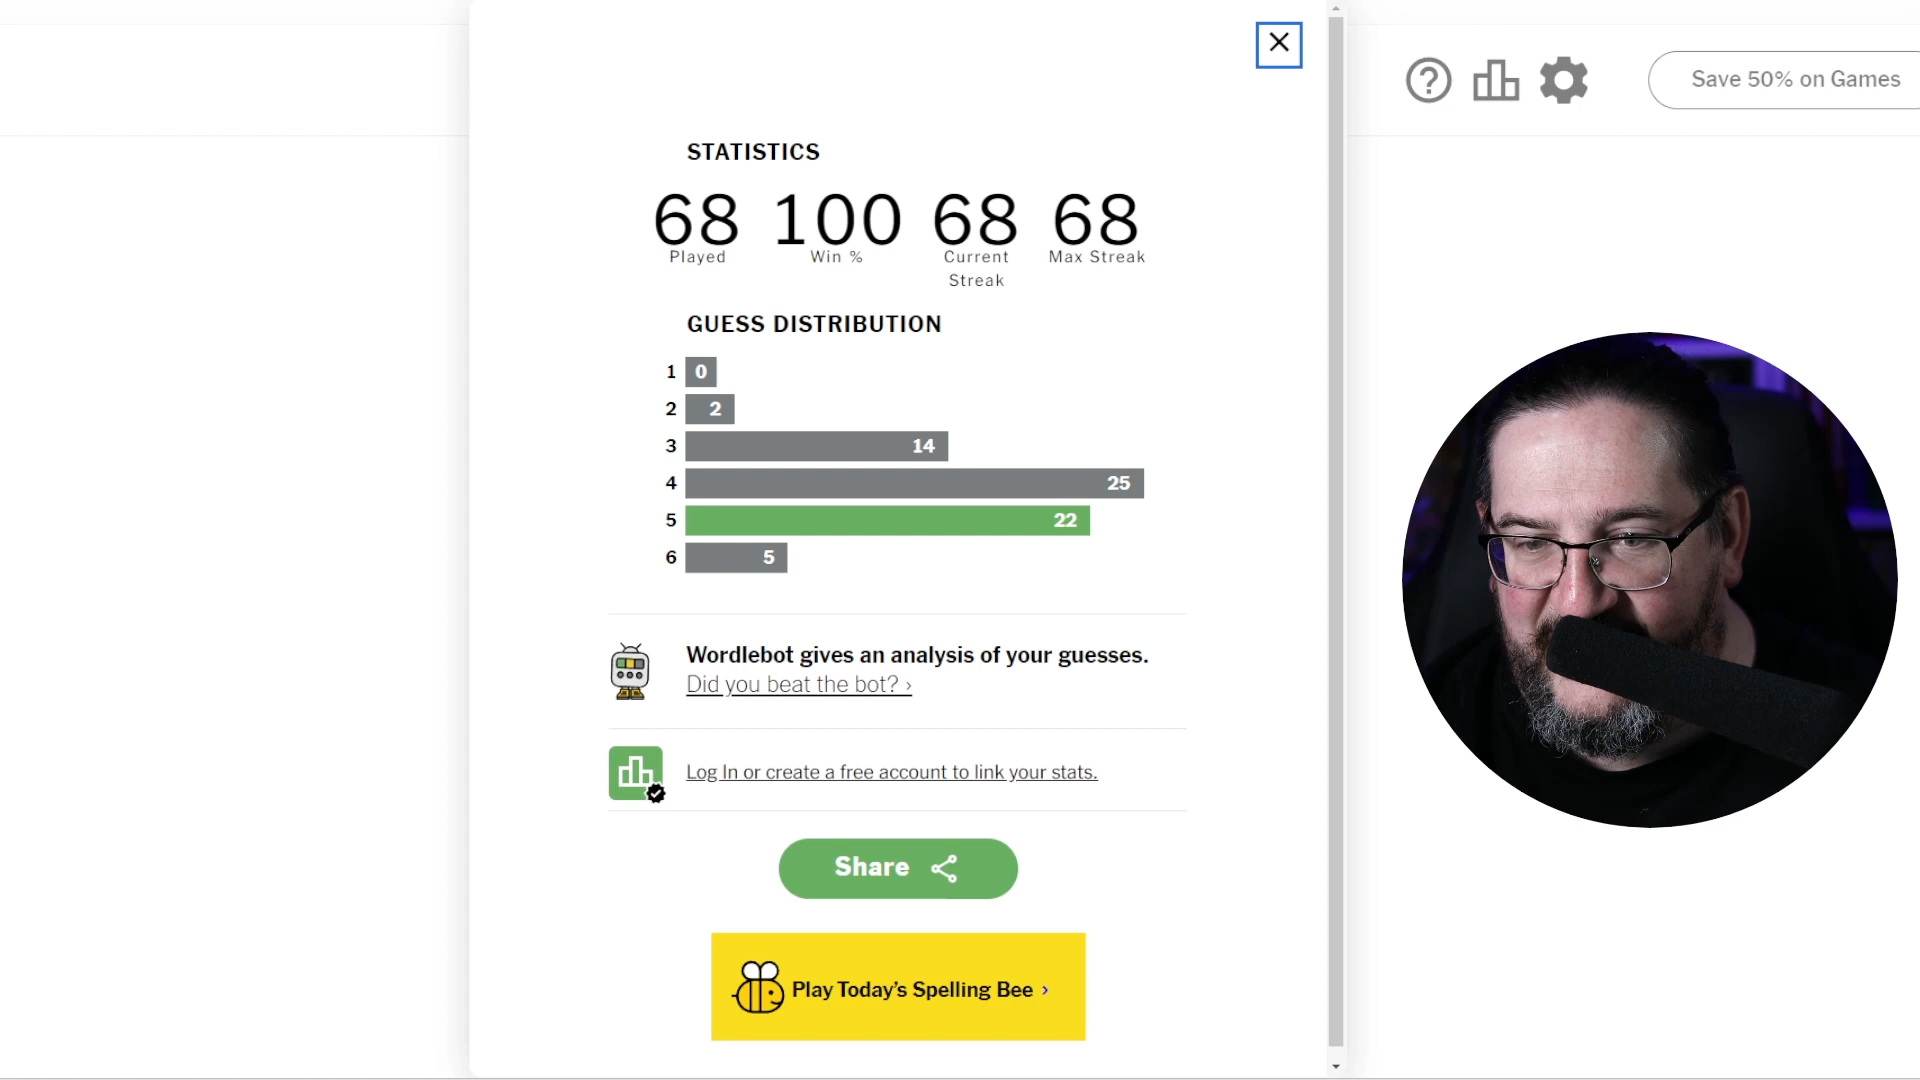 Save 50% on Games
STATISTICS
68 100 68 68
Played Win % Current Streak Max Streak
GUESS DISTRIBUTION
1 0
2 2
3 14
4 25
5 22
6 5
Wordlebot gives an analysis of your guesses.
Did you beat the bot? ›
Log In or create a free account to link your stats.
Share
Play Today's Spelling Bee ›